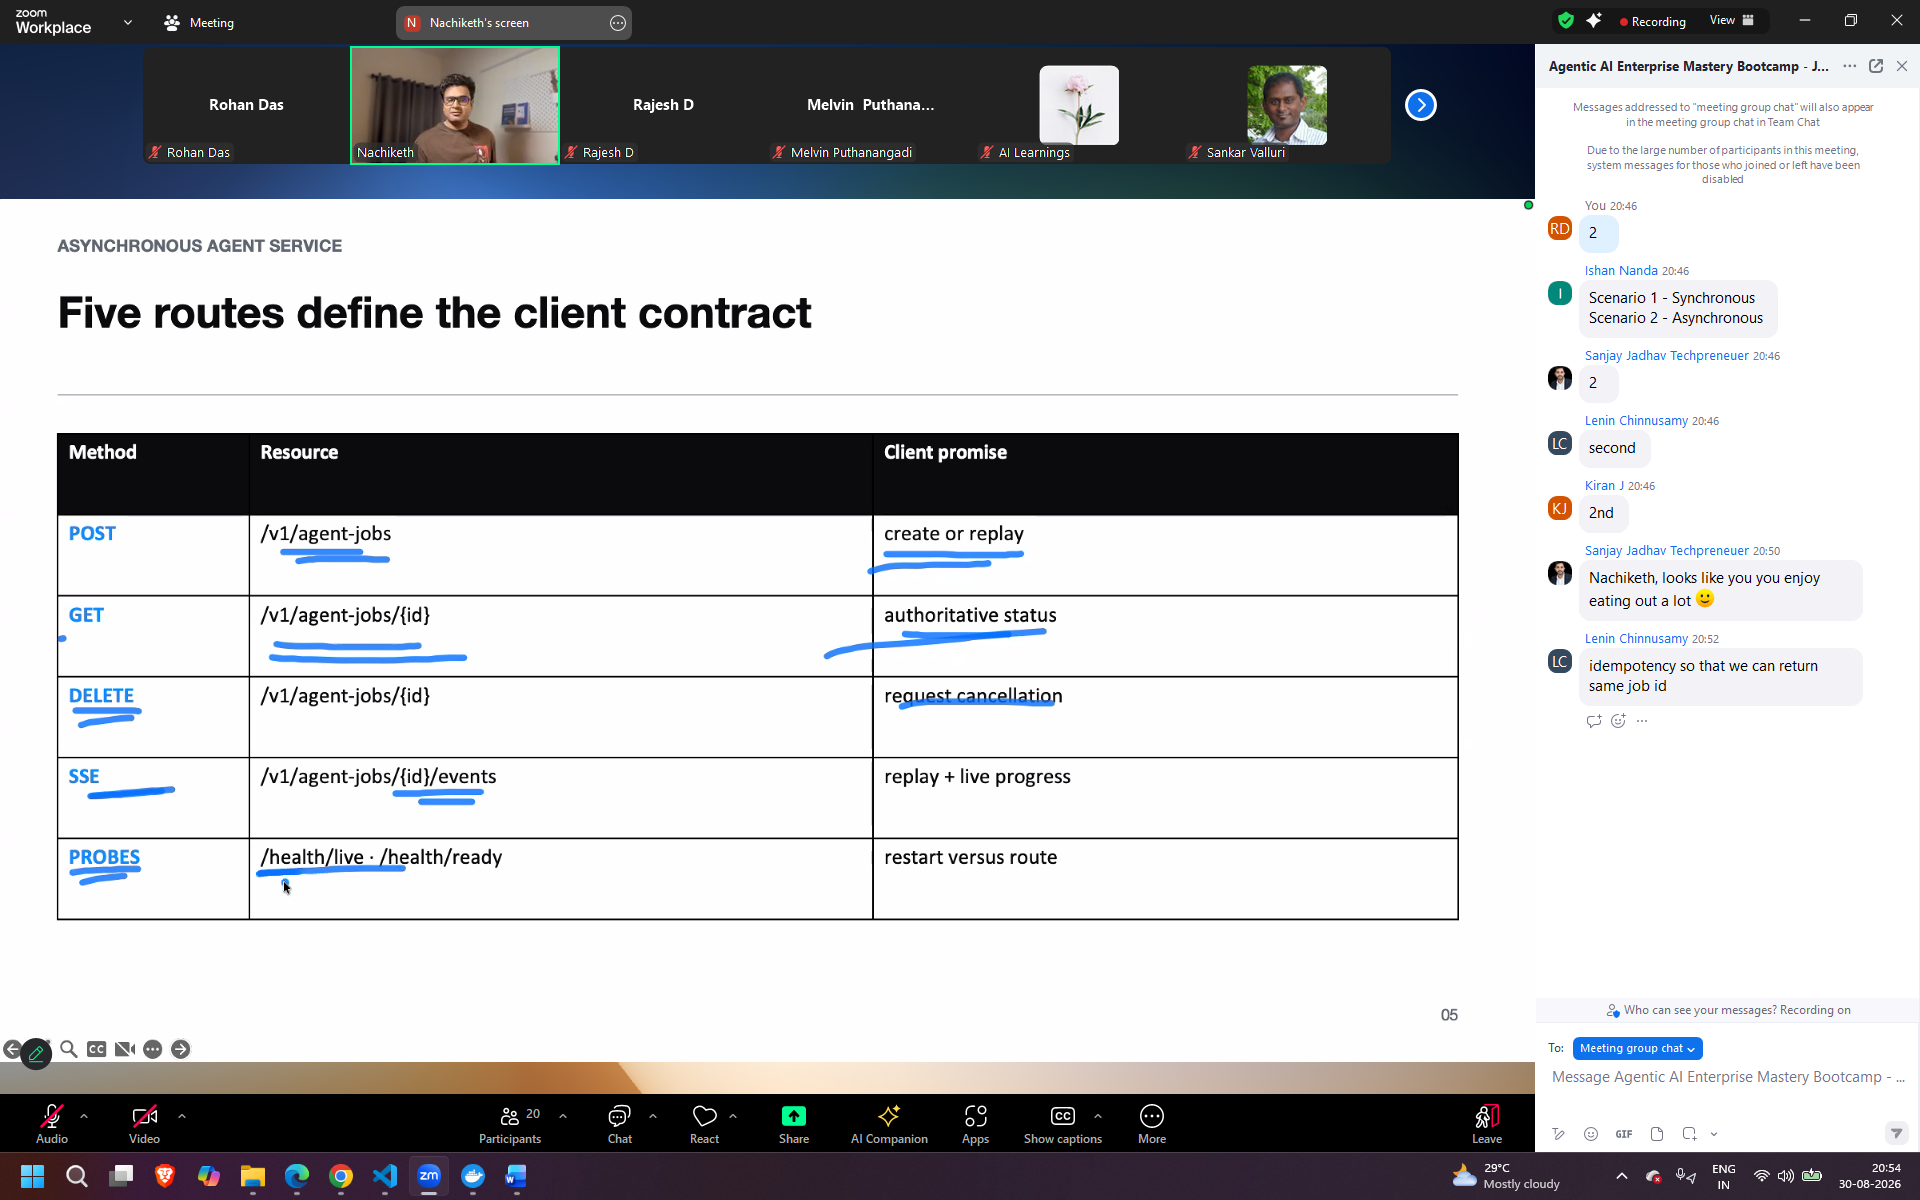 zoom
Workplace
Meeting
N Nachiketh's screen
Recording
View
Rohan Das
Rajesh D
Melvin Puthana...
Rohan Das
Nachiketh
Rajesh D
Melvin Puthanangadi
AI Learnings
Sankar Valluri
ASYNCHRONOUS AGENT SERVICE
Five routes define the client contract
Method Resource Client promise
POST /v1/agent-jobs create or replay
GET /v1/agent-jobs/{id} authoritative status
DELETE /v1/agent-jobs/{id} request cancellation
SSE /v1/agent-jobs/{id}/events replay + live progress
PROBES /health/live · /health/ready restart versus route
05
CC
Agentic AI Enterprise Mastery Bootcamp - J...
Messages addressed to "meeting group chat" will also appear
in the meeting group chat in Team Chat
Due to the large number of participants in this meeting,
system messages for those who joined or left have been
disabled
You 20:46
RD
2
Ishan Nanda 20:46
I
Scenario 1 - Synchronous
Scenario 2 - Asynchronous
Sanjay Jadhav Techpreneuer 20:46
2
Lenin Chinnusamy 20:46
LC
second
Kiran J 20:46
KJ
2nd
Sanjay Jadhav Techpreneuer 20:50
Nachiketh, looks like you you enjoy
eating out a lot
Lenin Chinnusamy 20:52
LC
idempotency so that we can return
same job id
Who can see your messages? Recording on
To: Meeting group chat
Message Agentic AI Enterprise Mastery Bootcamp - ...
GIF
Audio
Video
20
Participants
Chat
React
Share
AI Companion
Apps
CC
Show captions
More
Leave
zm
29°C
Mostly cloudy
ENG
IN
20:54
30-08-2026